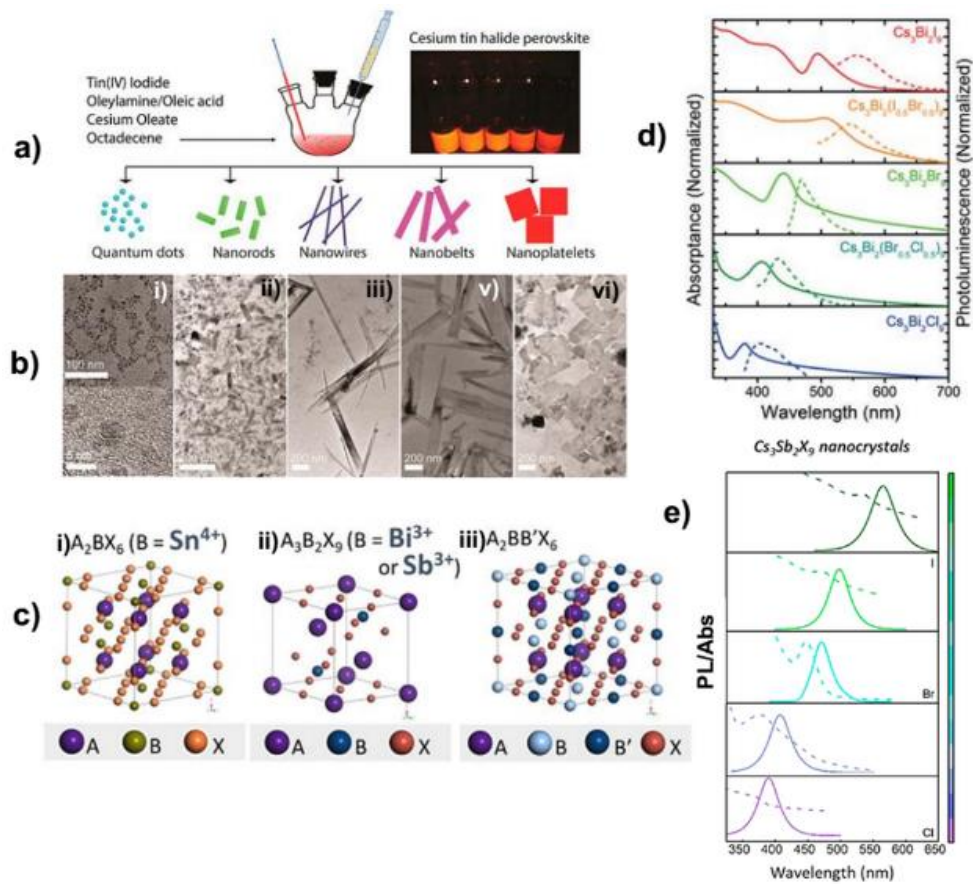 a)
Tin(IV) Iodide
Oleylamine/Oleic acid
Cesium Oleate
Octadecene
Cesium tin halide perovskite
Quantum dots
Nanorods
Nanowires
Nanobelts
Nanoplatelets
b)
i)
ii)
iii)
v)
vi)
100 nm
5 nm
200 nm
200 nm
200 nm
c)
i)A₂BX₆ (B = Sn⁴⁺)
ii)A₃B₂X₉ (B = Bi³⁺
or Sb³⁺)
iii)A₂BB'X₆
A B X
A B X
A B B' X
d)
Absorptance (Normalized)
Photoluminescence (Normalized)
Cs₃Bi₂I₉
Cs₃Bi₂(I₀.₅Br₀.₅)₉
Cs₃Bi₂Br₉
Cs₃Bi₂(Br₀.₅Cl₀.₅)₉
Cs₃Bi₂Cl₉
400 500 600 700
Wavelength (nm)
Cs₃Sb₂X₉ nanocrystals
e)
PL/Abs
I
Br
Cl
350 400 450 500 550 600 650
Wavelength (nm)